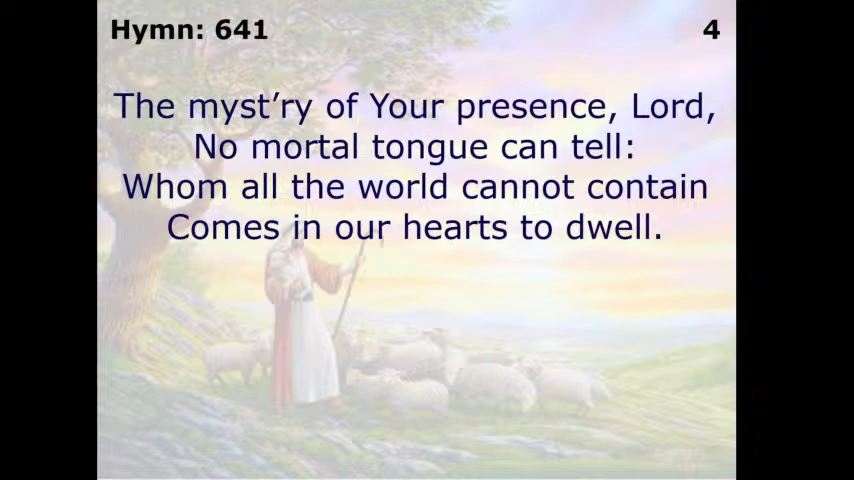 Hymn: 641
4
The myst’ry of Your presence, Lord,
No mortal tongue can tell:
Whom all the world cannot contain
Comes in our hearts to dwell.